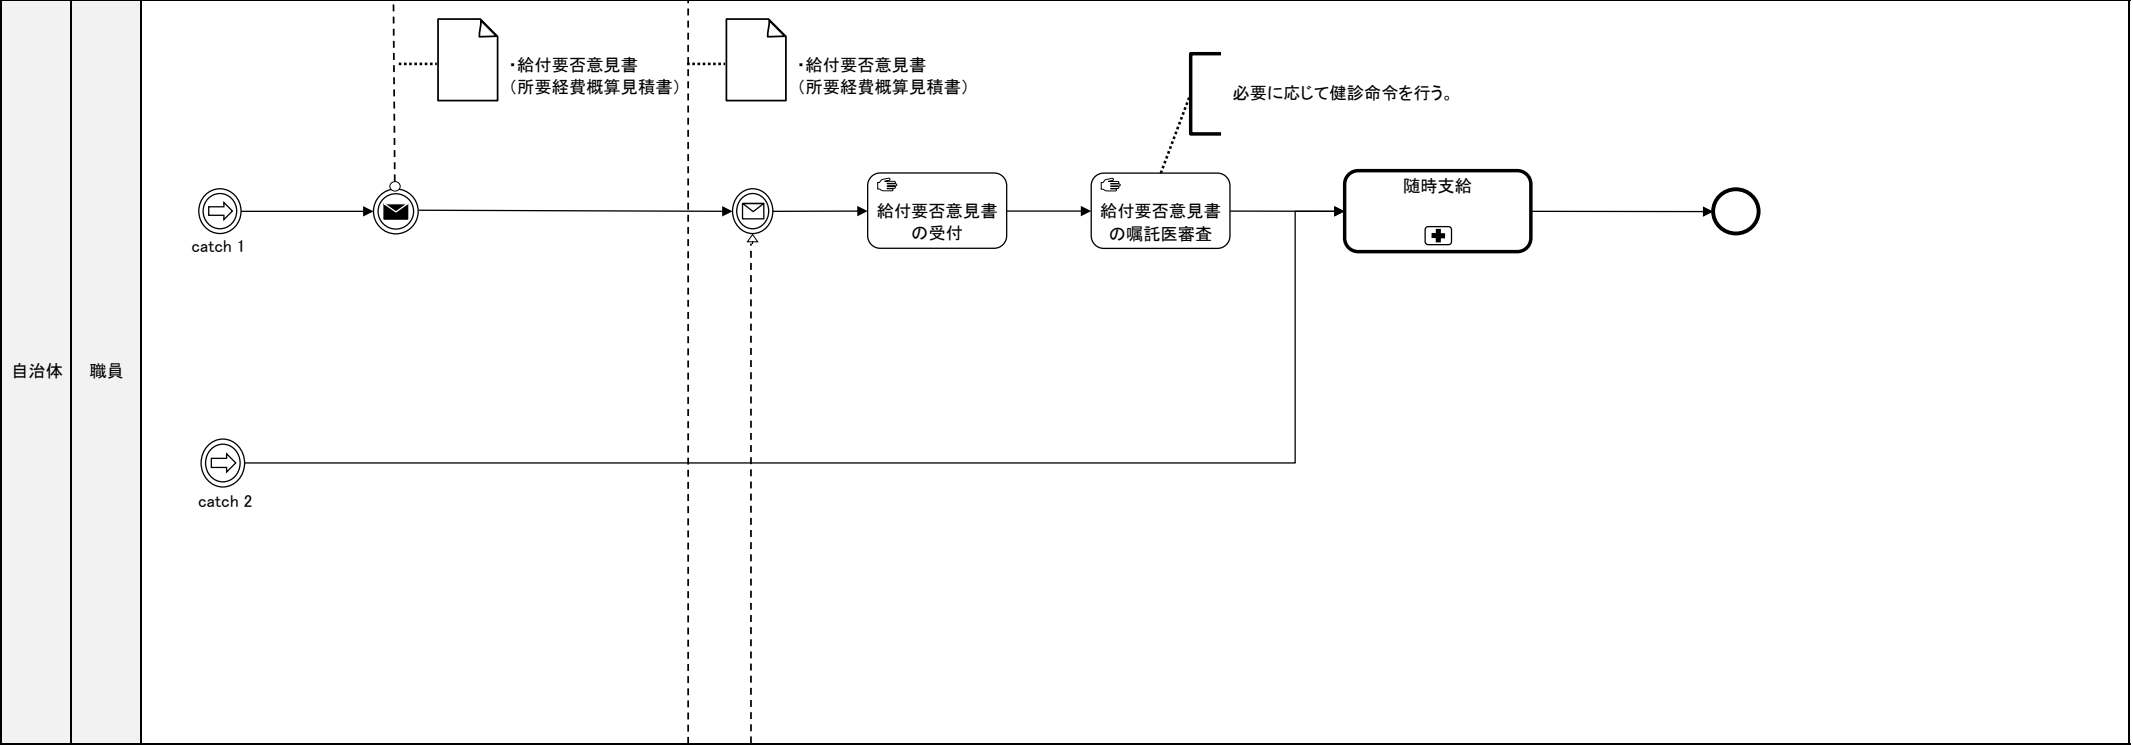 ・給付要否意見書
（所要経費概算見積書）
・給付要否意見書
（所要経費概算見積書）
必要に応じて健診命令を行う。
catch 1
給付要否意見書
の受付
給付要否意見書
の嘱託医審査
随時支給
自治体
職員
catch 2